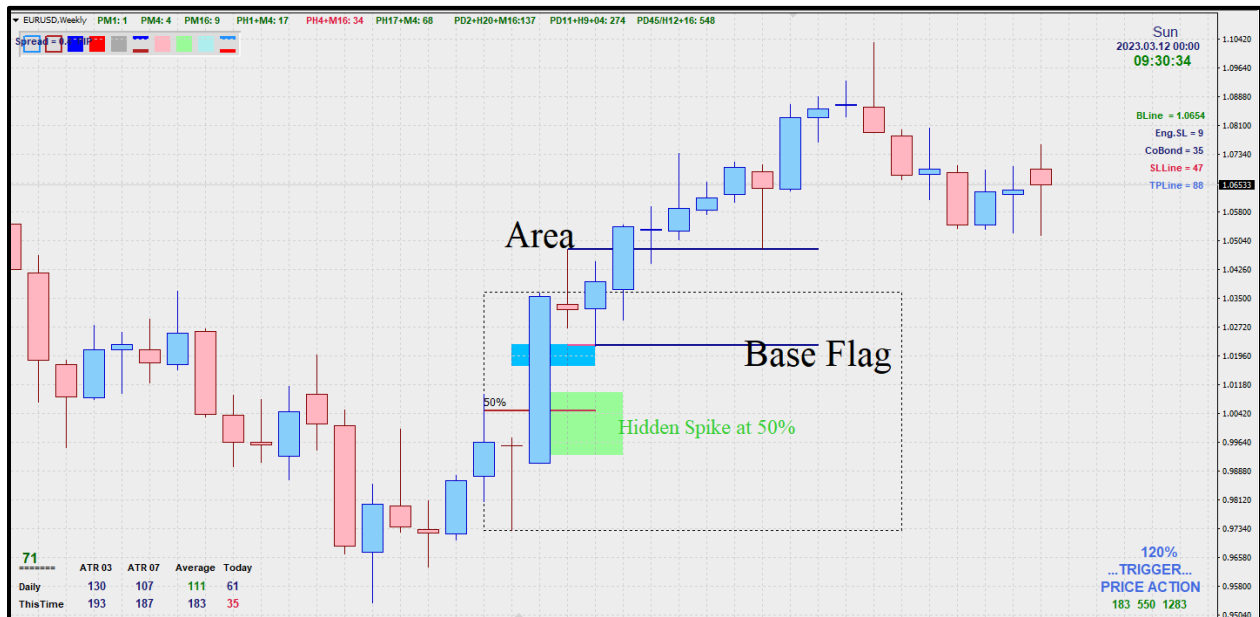 EURUSD,Weekly PM1: 1 PM4: 4 PM16: 9 PH1+M4: 17 PH4+M16: 34 PH17+M4: 68 PD2+H20+M16:137 PD11+H9+04: 274 PD45/H12+16: 548
Spread = 0.
Sun
2023.03.12 00:00
09:30:34
BLine = 1.0654
Eng.SL = 9
CoBond = 35
SLLine = 47
TPLine = 88
1.10420
1.09640
1.08880
1.08100
1.07340
1.06533
1.05800
1.05040
1.04260
1.03500
1.02720
1.01960
1.01180
1.00420
0.99640
0.98880
0.98120
0.97340
0.96580
0.95800
0.95040
Area
Base Flag
50%
Hidden Spike at 50%
71
======= ATR 03 ATR 07 Average Today
Daily 130 107 111 61
ThisTime 193 187 183 35
120%
...TRIGGER...
PRICE ACTION
183 550 1283